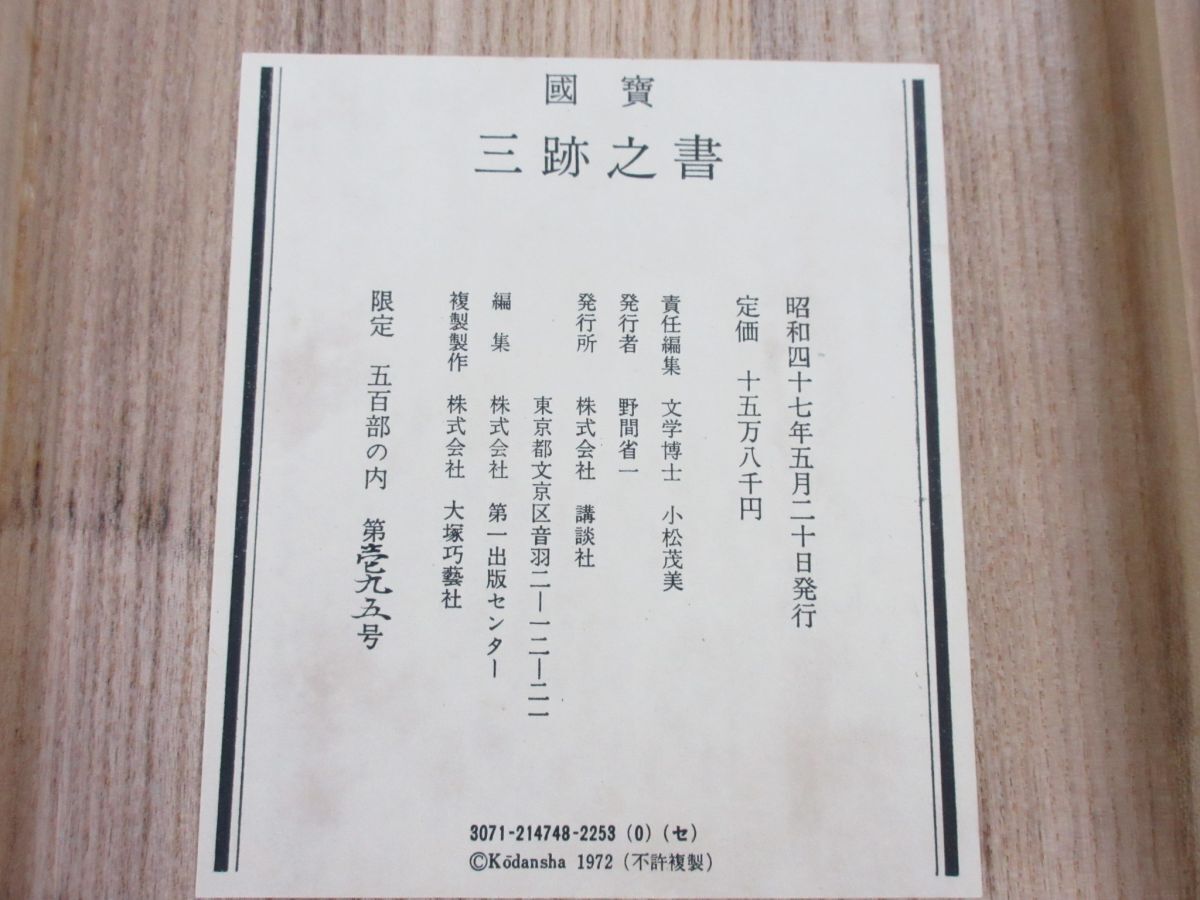 國寶
三跡之書
昭和四十七年五月二十日発行
定価 十五万八千円
責任編集 文学博士 小松茂美
発行者 野間省一
発行所 株式会社 講談社
東京都文京区音羽二―一二―二一
編集 株式会社 第一出版センター
複製製作 株式会社 大塚巧藝社
限定 五百部の内 第壱九五号
3071-214748-2253(0)(セ)
©Kōdansha 1972(不許複製)